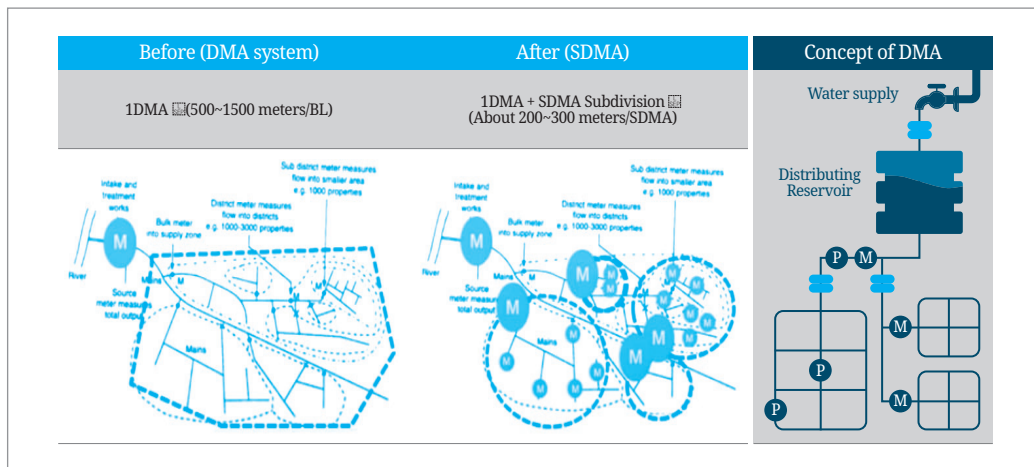 Before (DMA system)
After (SDMA)
Concept of DMA
1DMA (500~1500 meters/BL)
1DMA + SDMA Subdivision
(About 200~300 meters/SDMA)
Intake and
treatment
works
M
River
Source
meter measures
total output
Mains
M
Bulk meter
into supply zone
District meter measures
flow into districts
e.g. 1000-3000 properties
Sub district meter measures
flow into smaller area
e.g. 1000 properties
M
M
Mains
Intake and
treatment
works
M
River
Source
meter measures
total output
Mains
M
Bulk meter
into supply zone
District meter measures
flow into districts
e.g. 1000-3000 properties
Sub district meter measures
flow into smaller area
e.g. 1000 properties
M
M
M
M
Mains
M
M
M
M
M
M
M
M
M
M
M
M
Water supply
Distributing
Reservoir
P
M
M
P
M
P